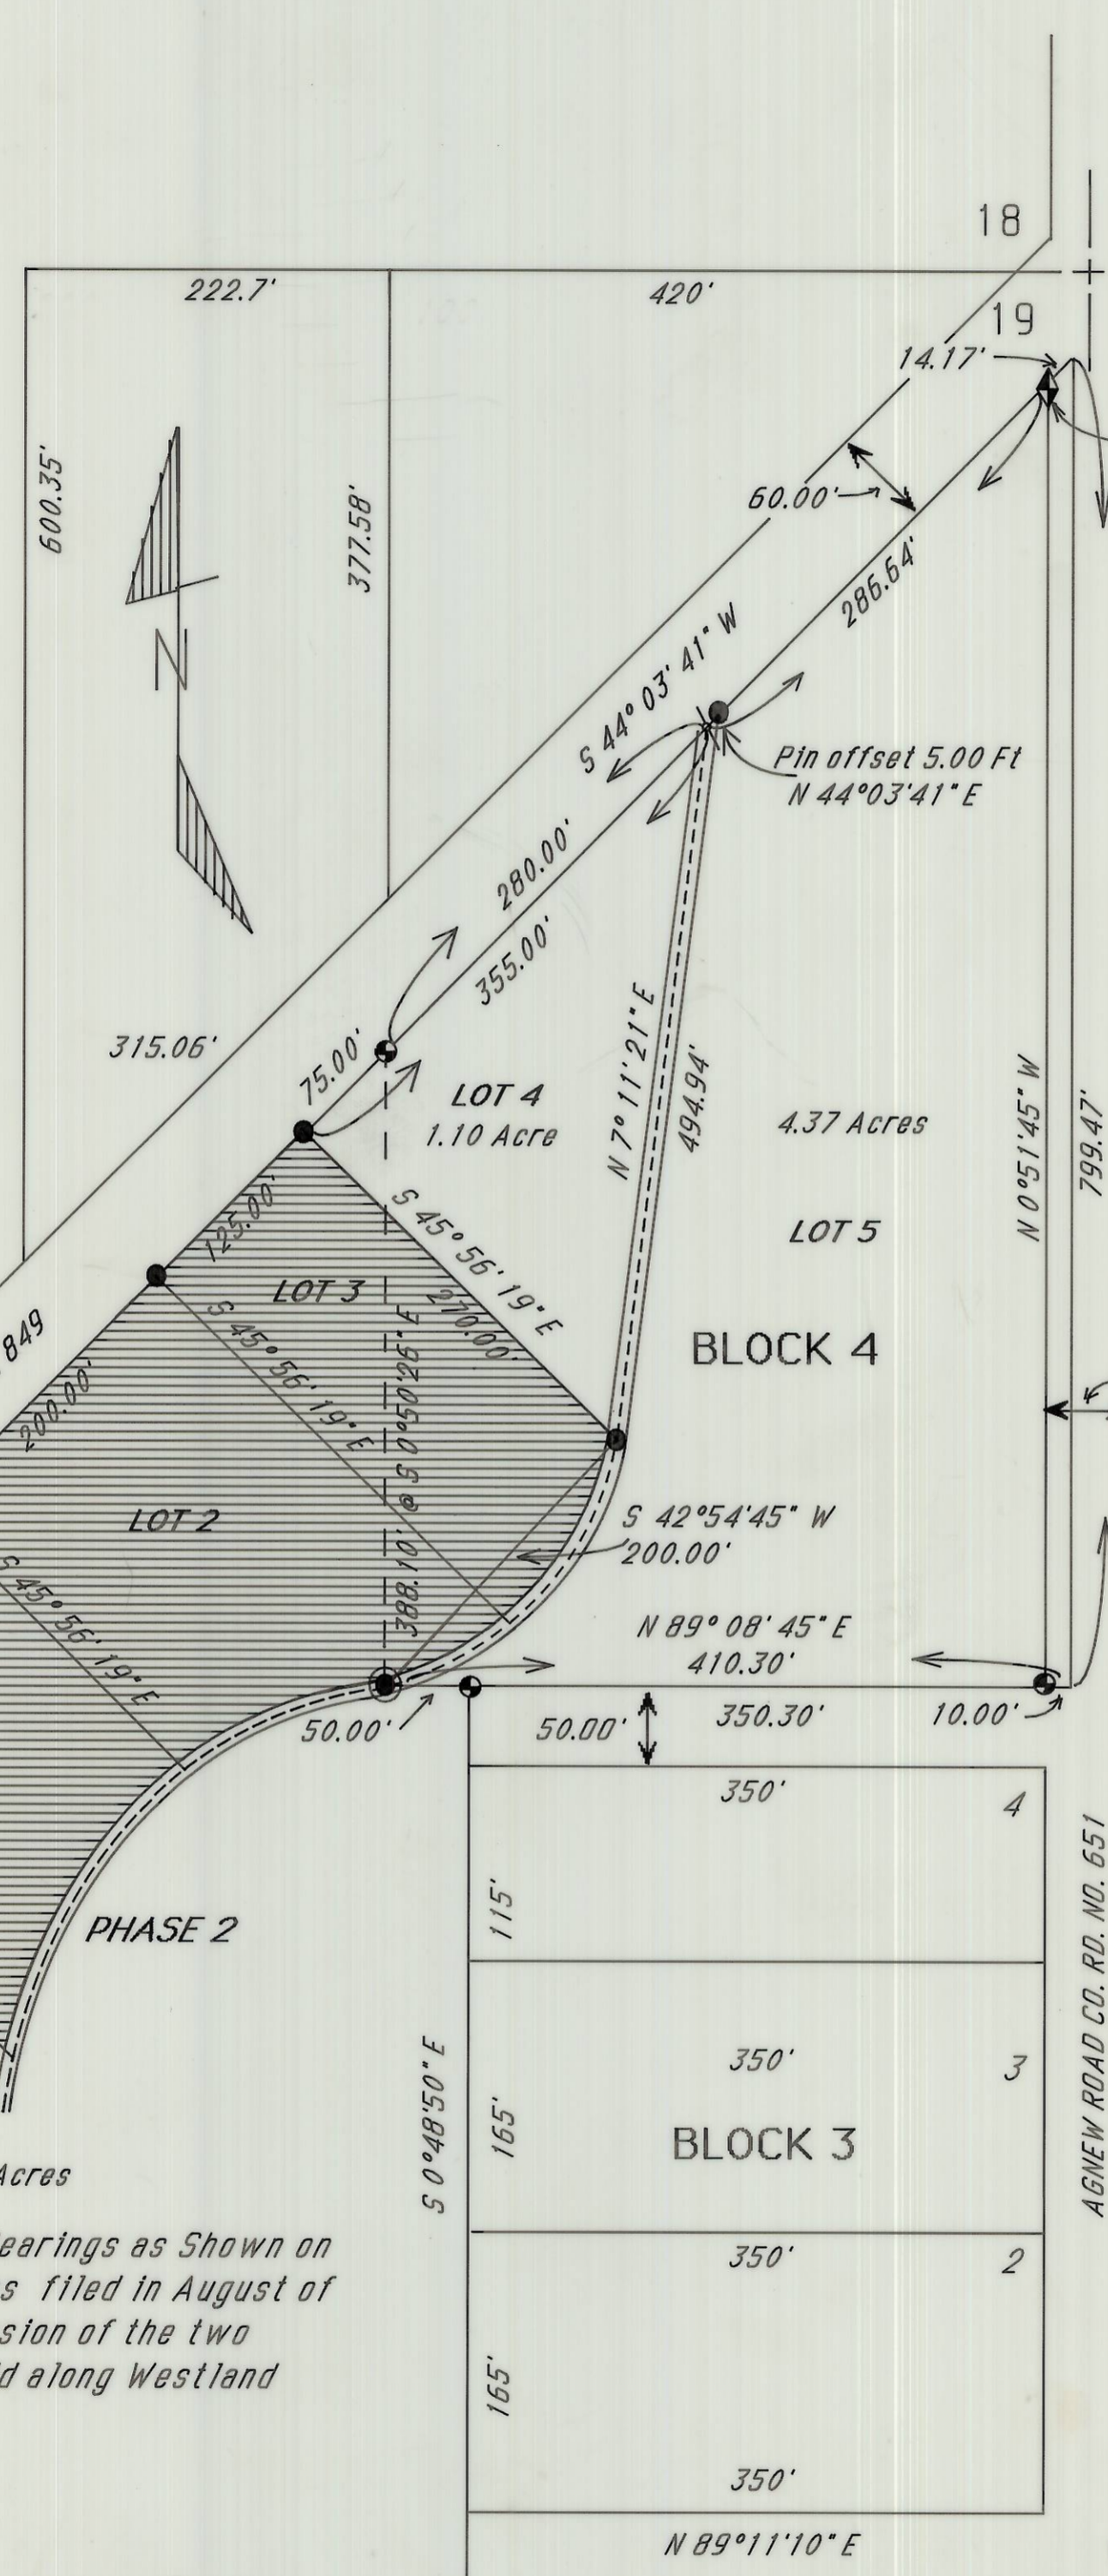 18
19
222.7'
420'
14.17'
600.35'
377.58'
60.00'
286.64'
N
S 44° 03' 41" W
Pin offset 5.00 Ft
N 44°03'41" E
280.00'
355.00'
315.06'
75.00'
LOT 4
1.10 Acre
N 7° 11' 21" E
494.94'
4.37 Acres
LOT 5
N 0°51'45" W
799.47'
125.00'
S 45° 56' 19" E
270.00'
LOT 3
849
200.00'
S 45° 56' 19" E
388.10' @ S 0°50'26" E
BLOCK 4
LOT 2
S 42°54'45" W
200.00'
S 45° 56' 19" E
N 89° 08' 45" E
410.30'
50.00'
50.00'
350.30'
10.00'
350'
4
115'
PHASE 2
AGNEW ROAD CO. RD. NO. 651
350'
3
S 0°48'50" E
165'
BLOCK 3
Acres
earings as Shown on
s filed in August of
sion of the two
d along Westland
350'
2
165'
350'
N 89°11'10" E